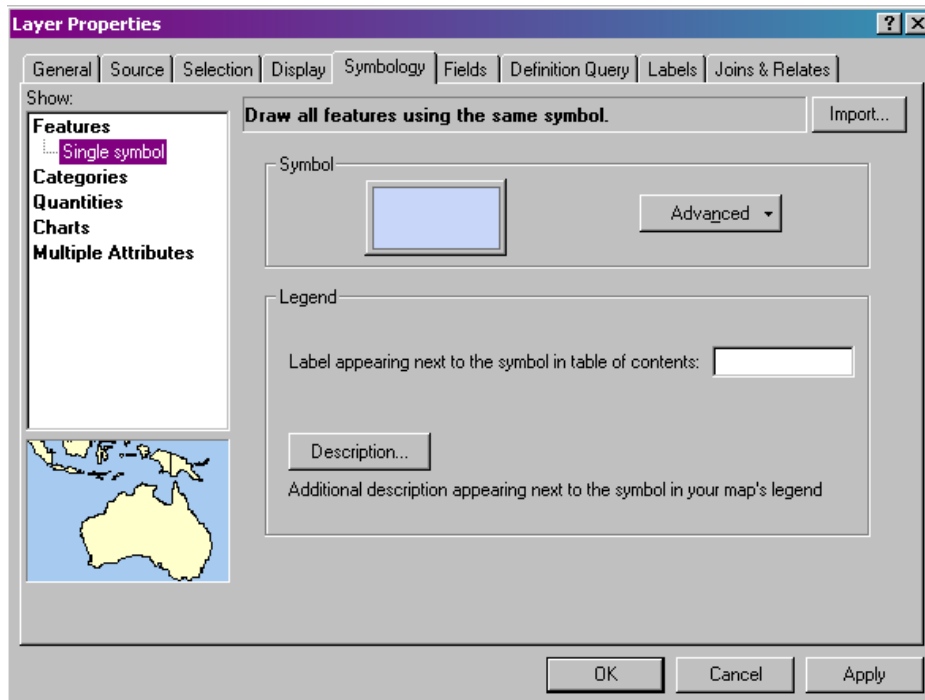 Layer Properties
? X
General Source Selection Display Symbology Fields Definition Query Labels Joins & Relates
Show:
Features
Single symbol
Categories
Quantities
Charts
Multiple Attributes
Draw all features using the same symbol.
Import...
Symbol
Advanced
Legend
Label appearing next to the symbol in table of contents:
Description...
Additional description appearing next to the symbol in your map's legend
OK Cancel Apply